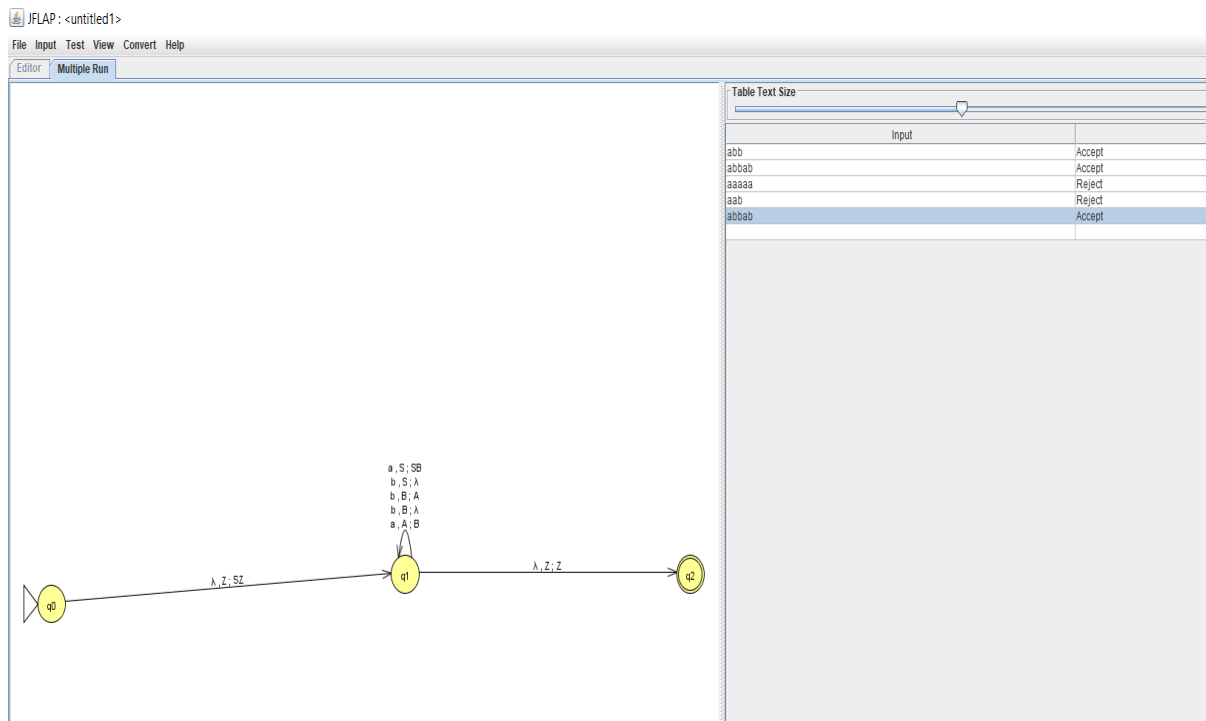 JFLAP : <untitled1>
File Input Test View Convert Help
Editor Multiple Run
Table Text Size
Input
abb Accept
abbab Accept
aaaaa Reject
aab Reject
abbab Accept
a , S ; SB
b , S ; λ
b , B ; A
b , B ; λ
a , A ; B
λ , Z ; SZ
λ , Z ; Z
q0
q1
q2